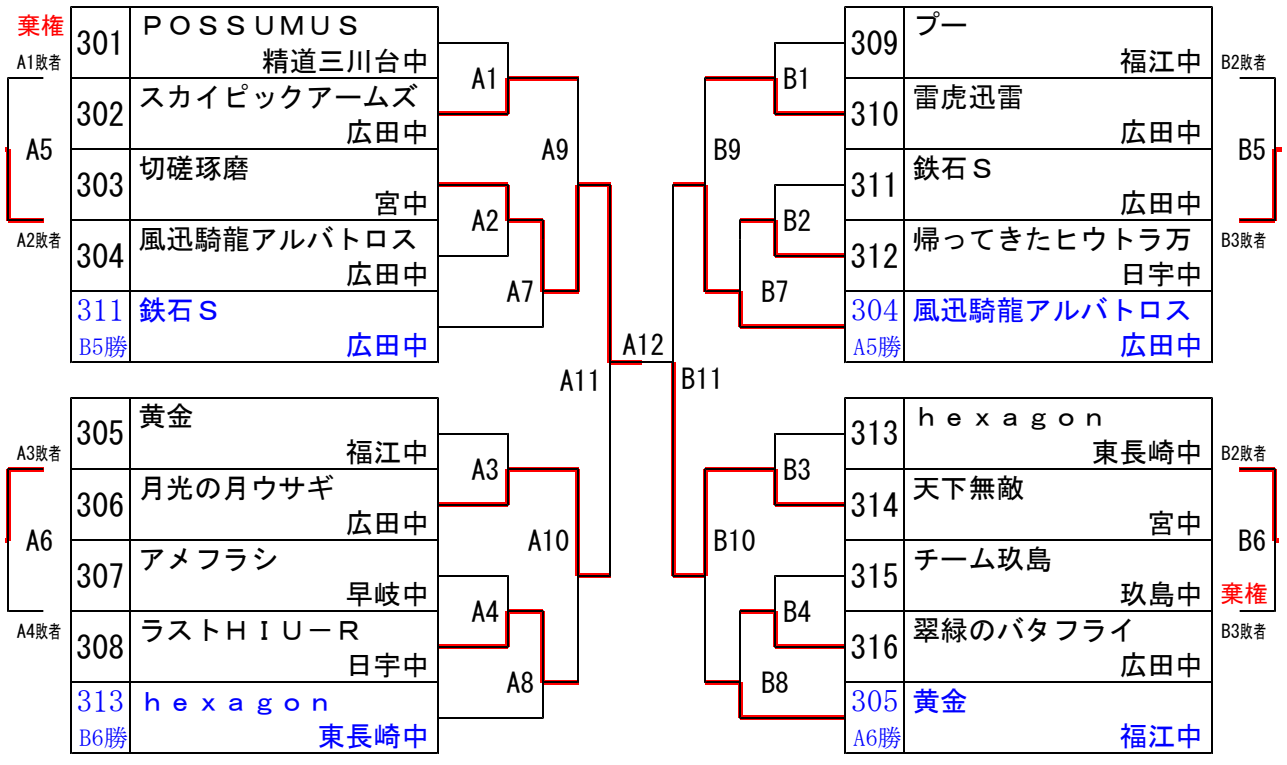 棄権
A1敗者
A5
A2敗者
301 ＰＯＳＳＵＭＵＳ
精道三川台中
302 スカイピックアームズ
広田中
303 切磋琢磨
宮中
304 風迅騎龍アルバトロス
広田中
311 鉄石Ｓ
B5勝 広田中
A1
A2
A7
A9
A3敗者
A6
A4敗者
305 黄金
福江中
306 月光の月ウサギ
広田中
307 アメフラシ
早岐中
308 ラストＨＩＵ－Ｒ
日宇中
313 ｈｅｘａｇｏｎ
B6勝 東長崎中
A3
A4
A8
A10
A11
A12
B11
B9
B1
B2
B7
309 プー
福江中
310 雷虎迅雷
広田中
311 鉄石Ｓ
広田中
312 帰ってきたヒウトラ万
日宇中
304 風迅騎龍アルバトロス
A5勝 広田中
B2敗者
B5
B3敗者
B10
B3
B4
B8
313 ｈｅｘａｇｏｎ
東長崎中
314 天下無敵
宮中
315 チーム玖島
玖島中
316 翠緑のバタフライ
広田中
305 黄金
A6勝 福江中
B2敗者
B6
棄権
B3敗者